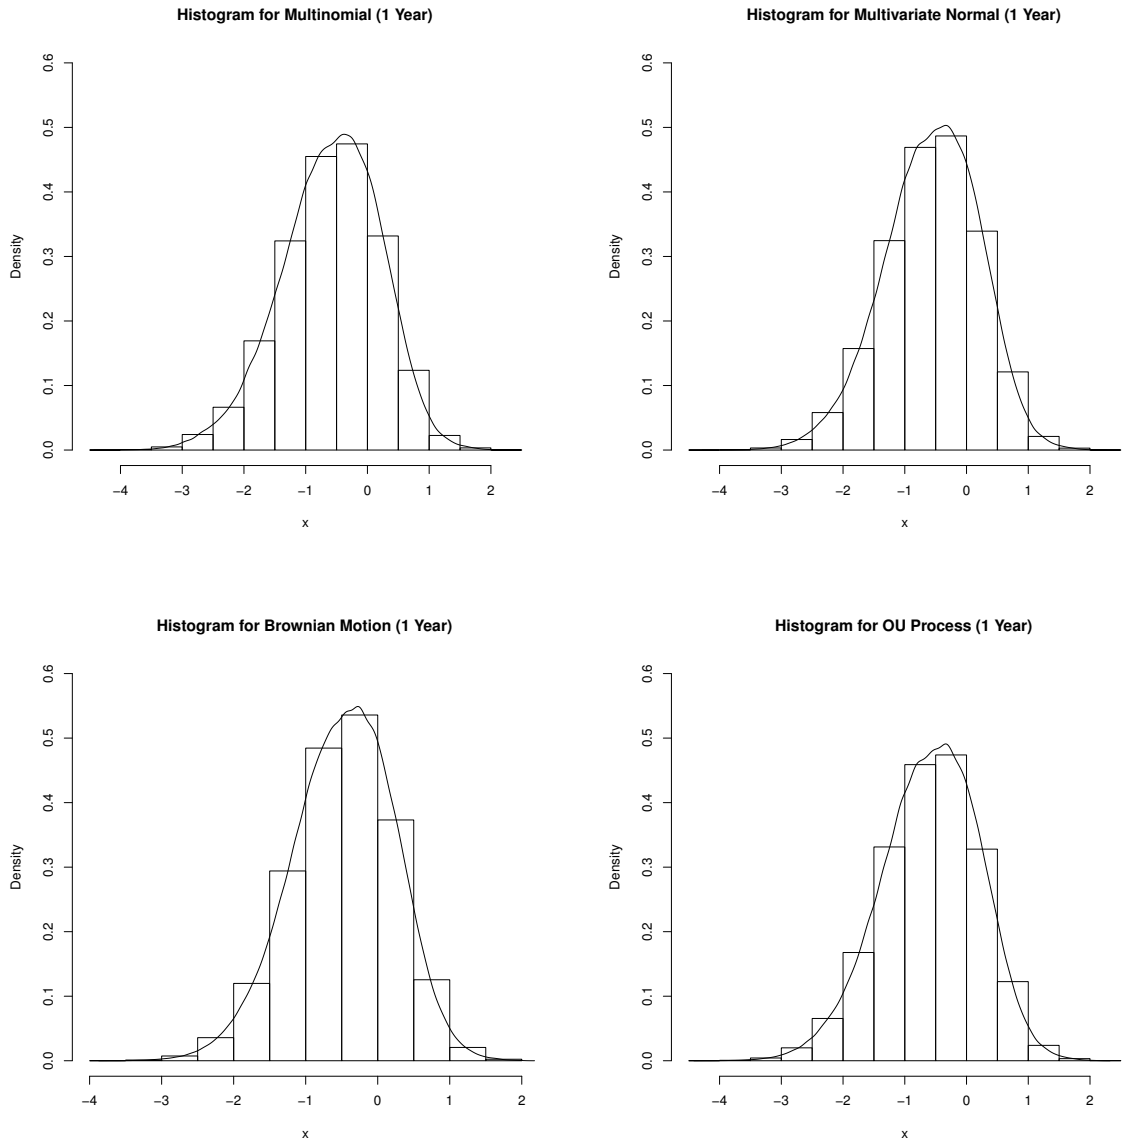 Histogram for Multinomial (1 Year)
Density
0.0 0.1 0.2 0.3 0.4 0.5 0.6
−4 −3 −2 −1 0 1 2
x
Histogram for Multivariate Normal (1 Year)
Density
0.0 0.1 0.2 0.3 0.4 0.5 0.6
−4 −3 −2 −1 0 1 2
x
Histogram for Brownian Motion (1 Year)
Density
0.0 0.1 0.2 0.3 0.4 0.5 0.6
−4 −3 −2 −1 0 1 2
x
Histogram for OU Process (1 Year)
Density
0.0 0.1 0.2 0.3 0.4 0.5 0.6
−4 −3 −2 −1 0 1 2
x